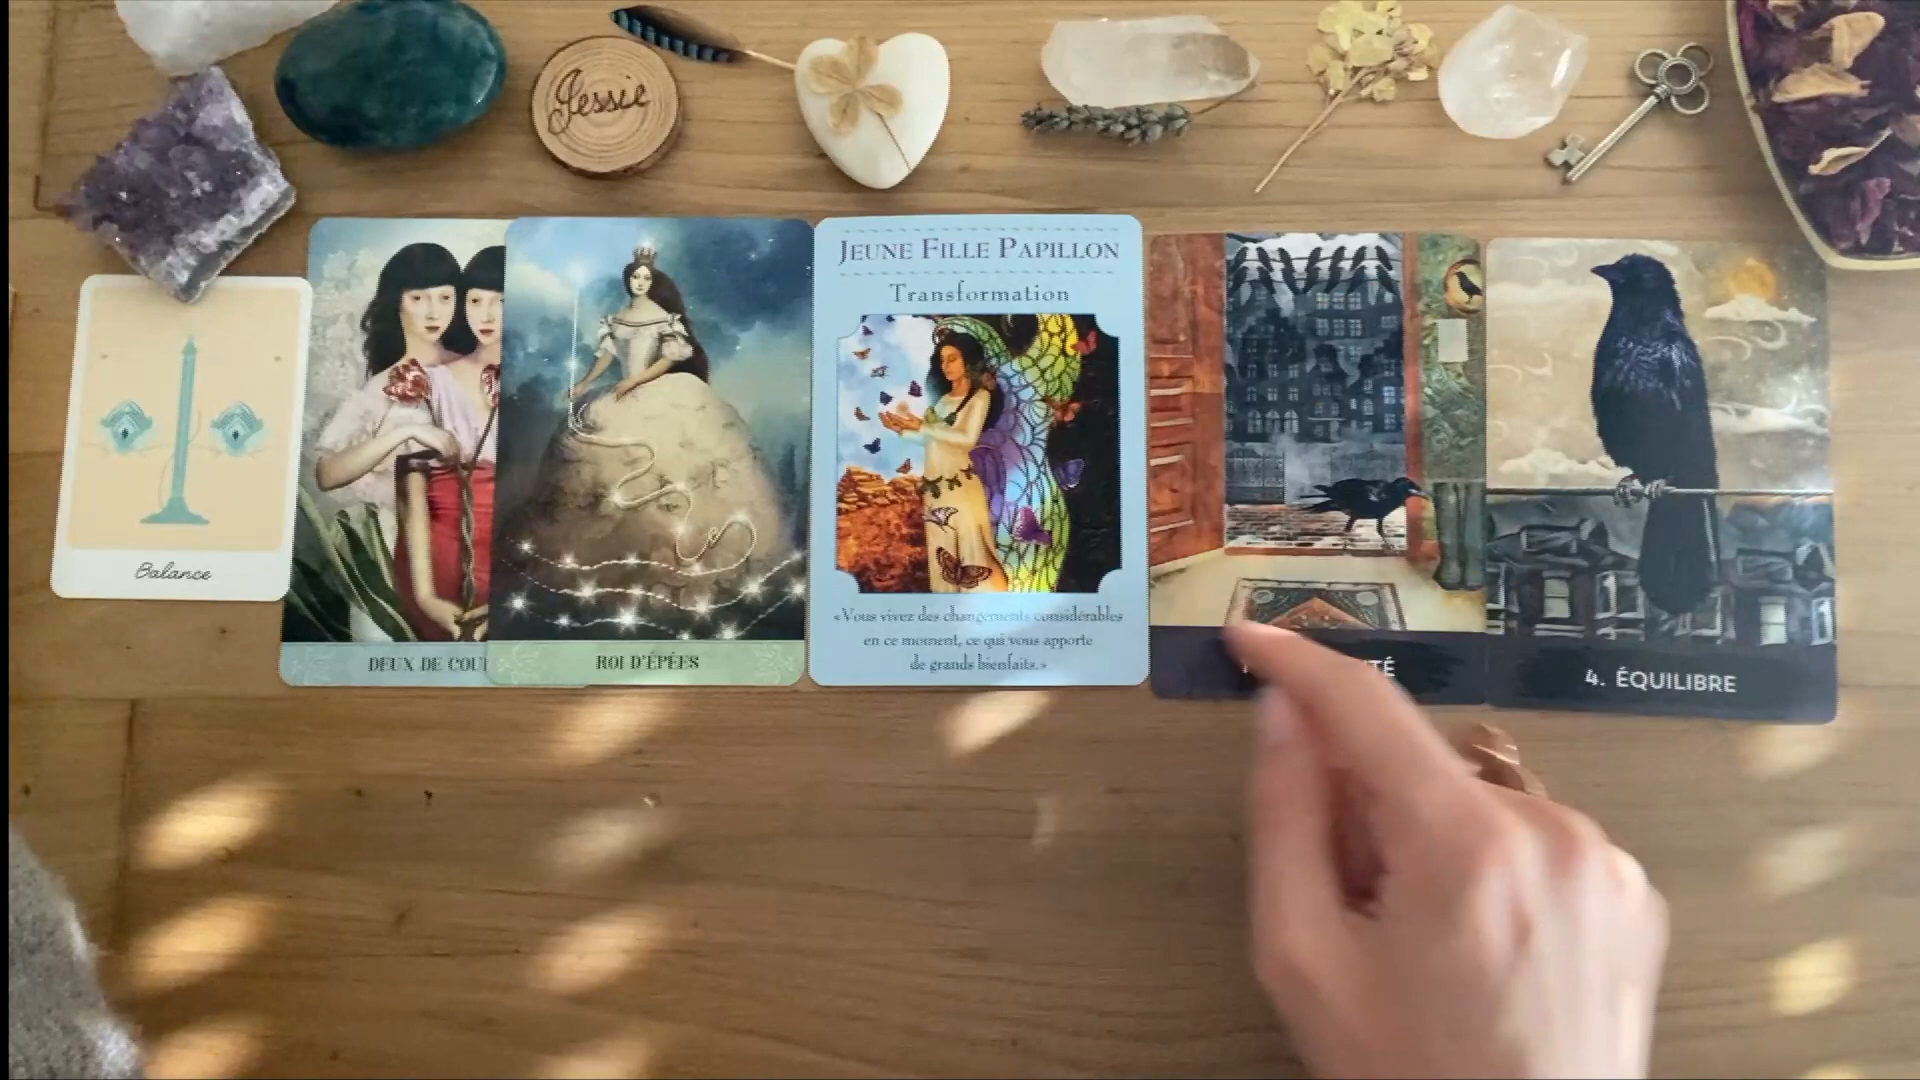 Jessie
Balance
DEUX DE
ROI D'ÉPÉES
JEUNE FILLE PAPILLON
Transformation
«Vous vivez des changements considérables
en ce moment, ce qui vous apporte
de grands bienfaits.»
4. ÉQUILIBRE